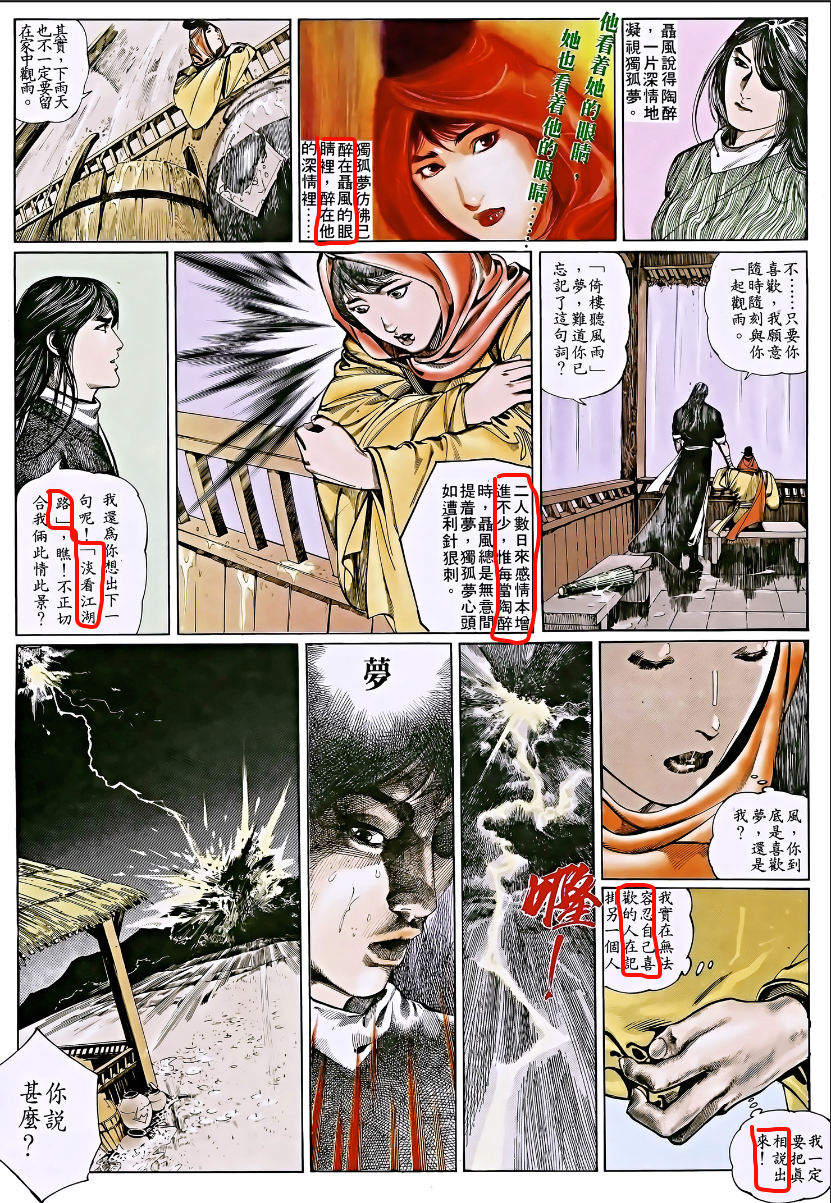 聶風說得陶醉
，一片深情地
凝視獨孤夢。
他看着她的眼睛，
她也看着他的眼睛……
獨孤夢彷彿已
醉在聶風的眼
睛裡，醉在他
的深情裡……
其實，下雨天
也不一定要留
在家中觀雨。
不……只要你
喜歡，我願意
隨時隨刻與你
一起觀雨。
「倚樓聽風雨」
，夢，難道你已
忘記了這句詞？
二人數日來感情本增
進不少，惟每當陶醉
時，聶風總是無意間
提着夢，獨孤夢心頭
如遭利針狠刺。
我還爲你想出下一
句呢！「淡看江湖
路」，瞧！不正切
合我倆此情此景？
風，你到
底是喜歡
夢，還是
我？
我實在無法
容忍自己喜
歡的人在記
掛另一個人
我一定
要把眞
相説出
來！
隆！
夢
你說
甚麼？